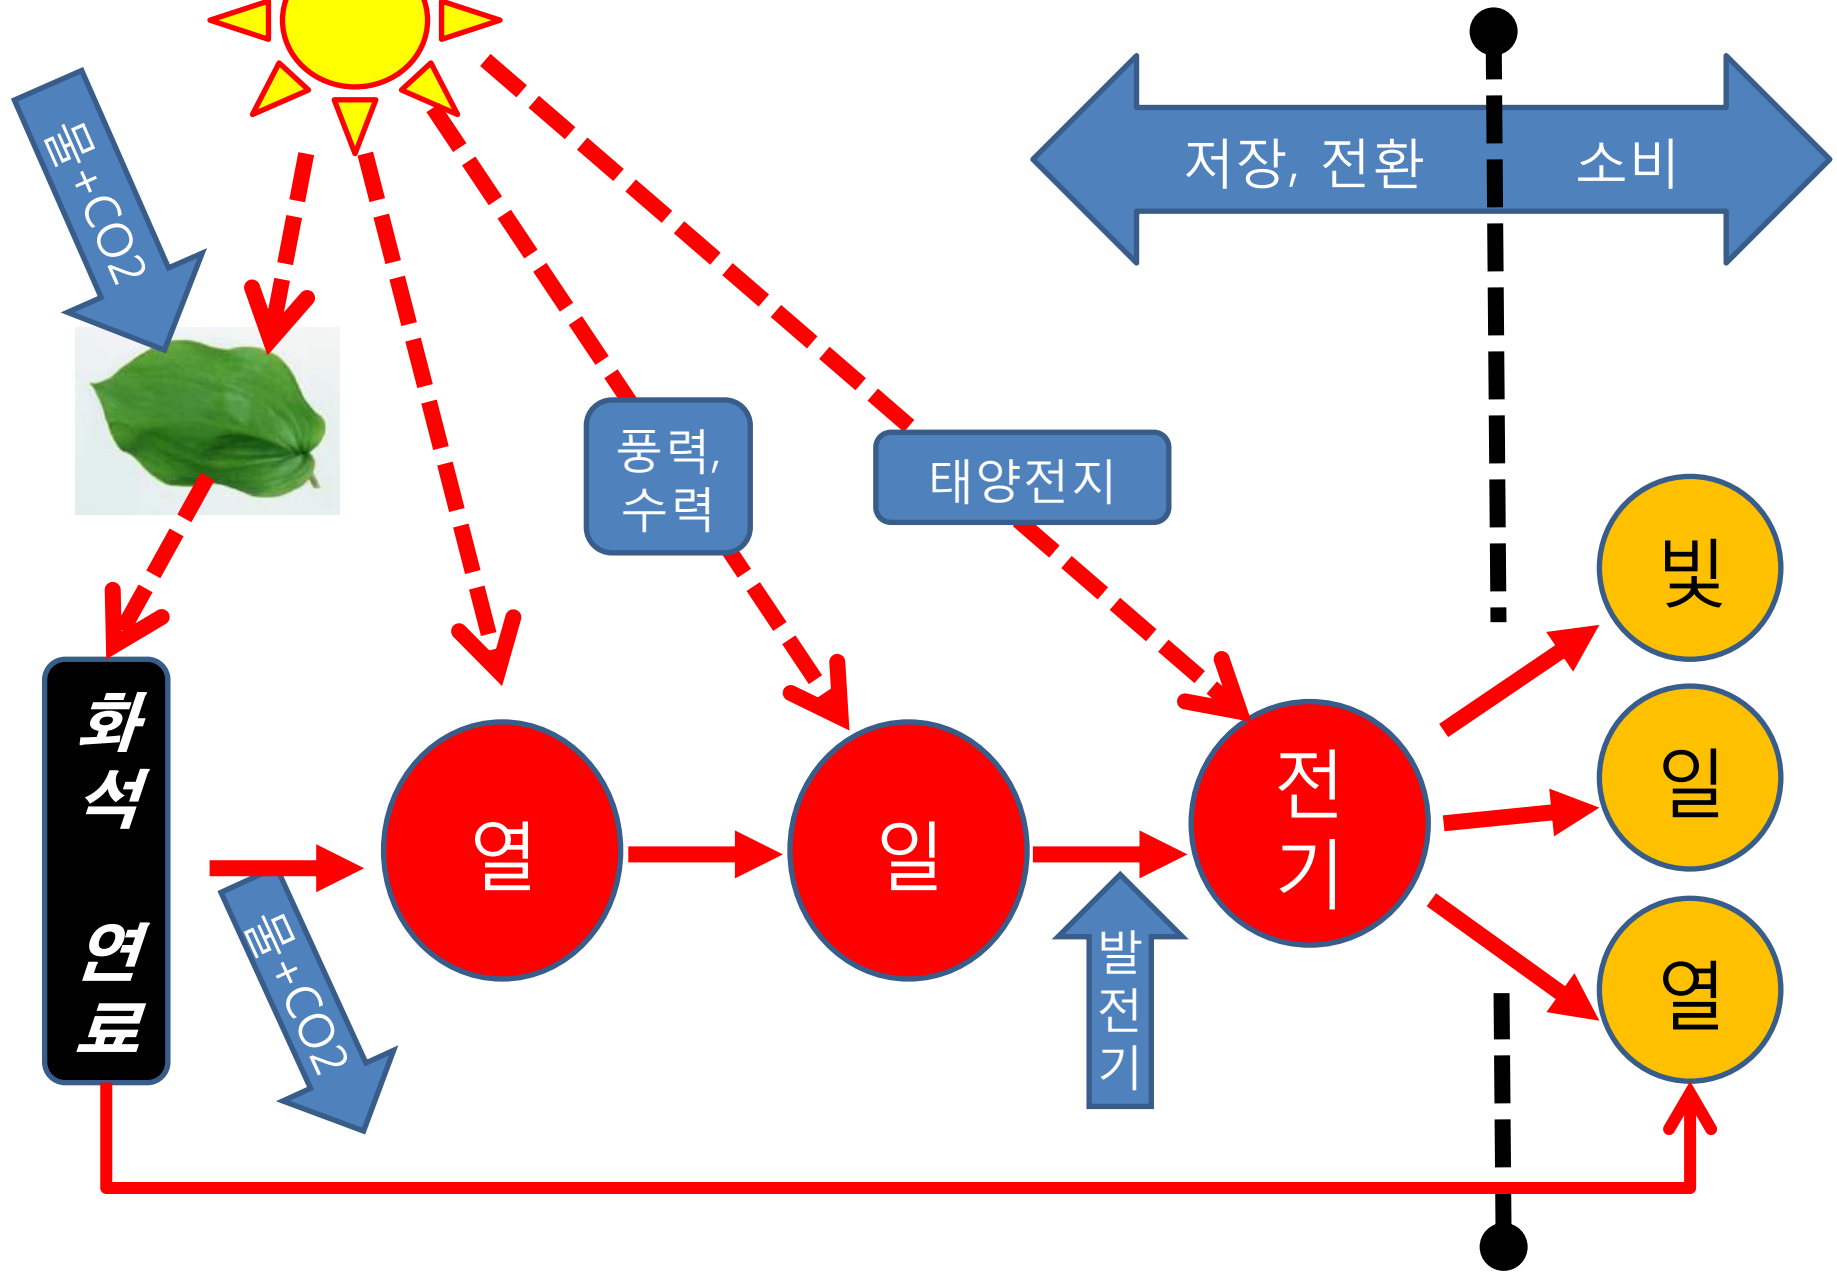 물+CO2
저장, 전환
소비
풍력,
수력
태양전지
빛
화
석
연
료
열
일
전
기
일
열
물+CO2
발
전
기